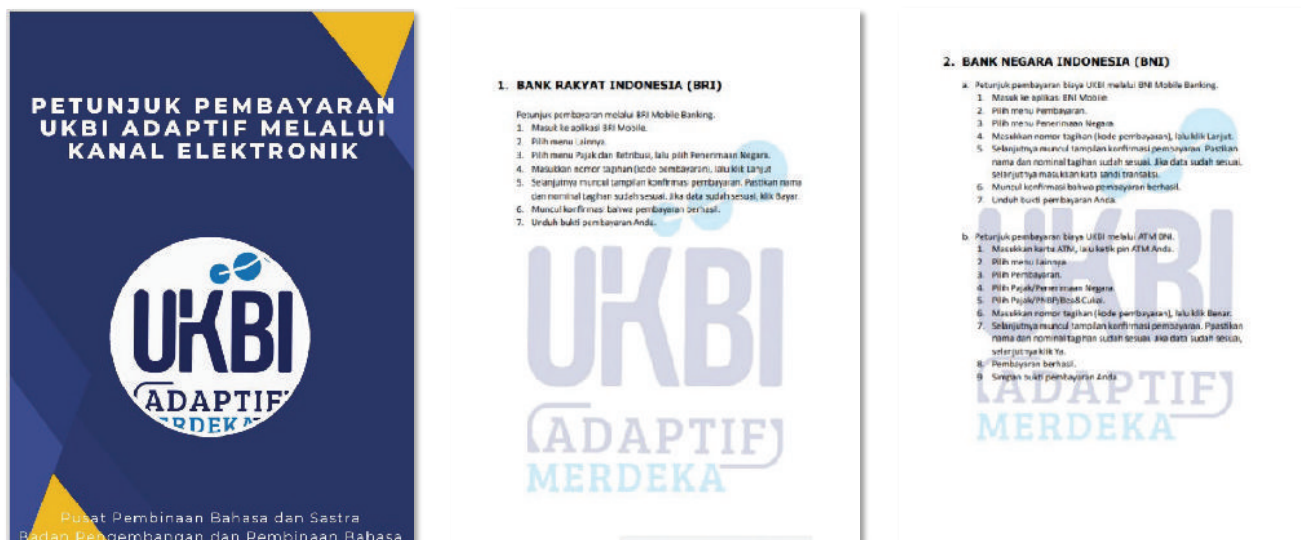 PETUNJUK PEMBAYARAN
UKBI ADAPTIF MELALUI
KANAL ELEKTRONIK
UKBI
ADAPTIF
MERDEKA
Pusat Pembinaan Bahasa dan Sastra
Badan Pengembangan dan Pembinaan Bahasa
1. BANK RAKYAT INDONESIA (BRI)
Petunjuk pembayaran melalui BRI Mobile Banking.
1. Masuk ke aplikasi BRI Mobile.
2. Pilih menu Lainnya.
3. Pilih menu Pajak dan Retribusi, lalu pilih Penerimaan Negara.
4. Masukkan nomor tagihan (kode pembayaran), lalu klik Lanjut
5. Selanjutnya muncul tampilan konfirmasi pembayaran. Pastikan nama
dan nominal tagihan sudah sesuai. Jika data sudah sesuai, klik Bayar.
6. Muncul konfirmasi bahwa pembayaran berhasil.
7. Unduh bukti pembayaran Anda.
UKBI
ADAPTIF
MERDEKA
2. BANK NEGARA INDONESIA (BNI)
a. Petunjuk pembayaran biaya UKBI melalui BNI Mobile Banking.
1. Masuk ke aplikasi BNI Mobile
2. Pilih menu Pembayaran.
3. Pilih menu Penerimaan Negara
4. Masukkan nomor tagihan (kode pembayaran), lalu klik Lanjut.
5. Selanjutnya muncul tampilan konfirmasi pembayaran. Pastikan
nama dan nominal tagihan sudah sesuai. Jika data sudah sesuai,
selanjutnya masukkan kata sandi transaksi.
6. Muncul konfirmasi bahwa pembayaran berhasil.
7. Unduh bukti pembayaran Anda.
b. Petunjuk pembayaran biaya UKBI melalui ATM BNI.
1. Masukkan kartu ATM, lalu ketik pin ATM Anda.
2. Pilih menu Lainnya
3. Pilih Pembayaran.
4. Pilih Pajak/Penerimaan Negara.
5. Pilih Pajak/PNBP/Bea&Cukai.
6. Masukkan nomor tagihan (kode pembayaran), lalu klik Benar.
7. Selanjutnya muncul tampilan konfirmasi pembayaran. Ppastikan
nama dan nominal tagihan sudah sesuai. Jika data sudah sesuai,
selanjutnya klik Ya.
8. Pembayaran berhasil.
9. Simpan bukti pembayaran Anda
UKBI
ADAPTIF
MERDEKA